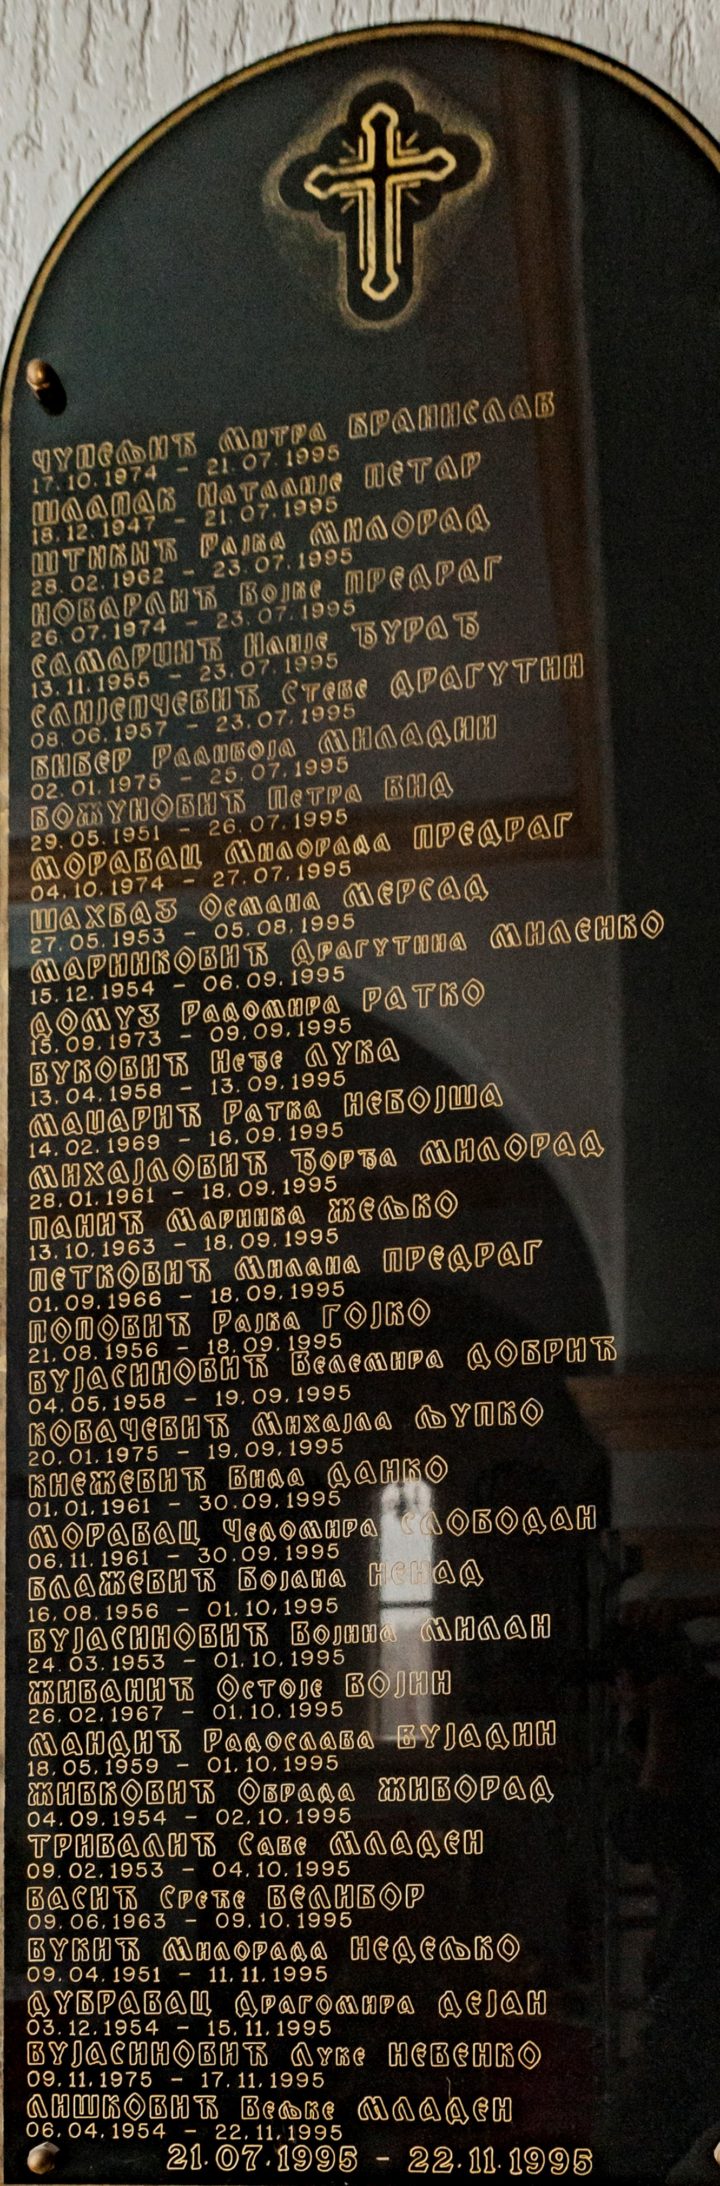 ЧУПЕЉИЋ Митра БРАНИСЛАВ
17.10.1974 – 21.07.1995
ШЛАПАК Наталије ПЕТАР
18.12.1947 – 21.07.1995
ШТИКИЋ Рајка МИЛОРАД
28.02.1962 – 23.07.1995
НОВАРЛИЋ Војке ПРЕДРАГ
26.07.1974 – 23.07.1995
САМАРЏИЋ Илије ЂУРАЂ
13.11.1955 – 23.07.1995
СЛИЈЕПЧЕВИЋ Стеве ДРАГУТИН
08.06.1957 – 23.07.1995
БИБЕР Радивоја МИЛАДИН
02.01.1975 – 25.07.1995
БОЖУНОВИЋ Петра ВИД
29.05.1951 – 26.07.1995
МОРАВАЦ Милорада ПРЕДРАГ
04.10.1974 – 27.07.1995
ШАХБАЗ Османа МЕРСАД
27.05.1953 – 05.08.1995
МАРИНКОВИЋ Драгутина МИЛЕНКО
15.12.1954 – 06.09.1995
ДОМУЗ Радомира РАТКО
15.09.1973 – 09.09.1995
ВУКОВИЋ Неђе ЛУКА
13.04.1958 – 13.09.1995
МАЏАРИЋ Ратка НЕБОЈША
14.02.1969 – 16.09.1995
МИХАЈЛОВИЋ Ђорђа МИЛОРАД
28.01.1961 – 18.09.1995
ПАНИЋ Маринка ЖЕЉКО
13.10.1963 – 18.09.1995
ПЕТКОВИЋ Милана ПРЕДРАГ
01.09.1966 – 18.09.1995
ПОПОВИЋ Рајка ГОЈКО
21.08.1956 – 18.09.1995
ВУЈАСИНОВИЋ Велемира ДОБРИЋ
04.05.1958 – 19.09.1995
КОВАЧЕВИЋ Михајла ЉУПКО
20.01.1975 – 19.09.1995
КНЕЖЕВИЋ Вида ДАНКО
01.01.1961 – 30.09.1995
МОРАВАЦ Чедомира СЛОБОДАН
06.11.1961 – 30.09.1995
БЛАЖЕВИЋ Бојана НЕНАД
16.08.1956 – 01.10.1995
ВУЈАСИНОВИЋ Војина МИЛАН
24.03.1953 – 01.10.1995
ЖИВАНИЋ Остоје ВОЈИН
26.02.1967 – 01.10.1995
МАНДИЋ Радослава ВУЈАДИН
18.05.1959 – 01.10.1995
ЖИВКОВИЋ Обрада ЖИВОРАД
04.09.1954 – 02.10.1995
ТРИВАЛИЋ Саве МЛАДЕН
09.02.1953 – 04.10.1995
ВАСИЋ Среће ВЕЛИБОР
09.06.1963 – 09.10.1995
ВУКИЋ Милорада НЕДЕЉКО
09.04.1951 – 11.11.1995
ДУБРАВАЦ Драгомира ДЕЈАН
03.12.1954 – 15.11.1995
ВУЈАСИНОВИЋ Луке НЕВЕНКО
09.11.1975 – 17.11.1995
ЛИШКОВИЋ Вељке МЛАДЕН
06.04.1954 – 22.11.1995
21.07.1995 – 22.11.1995